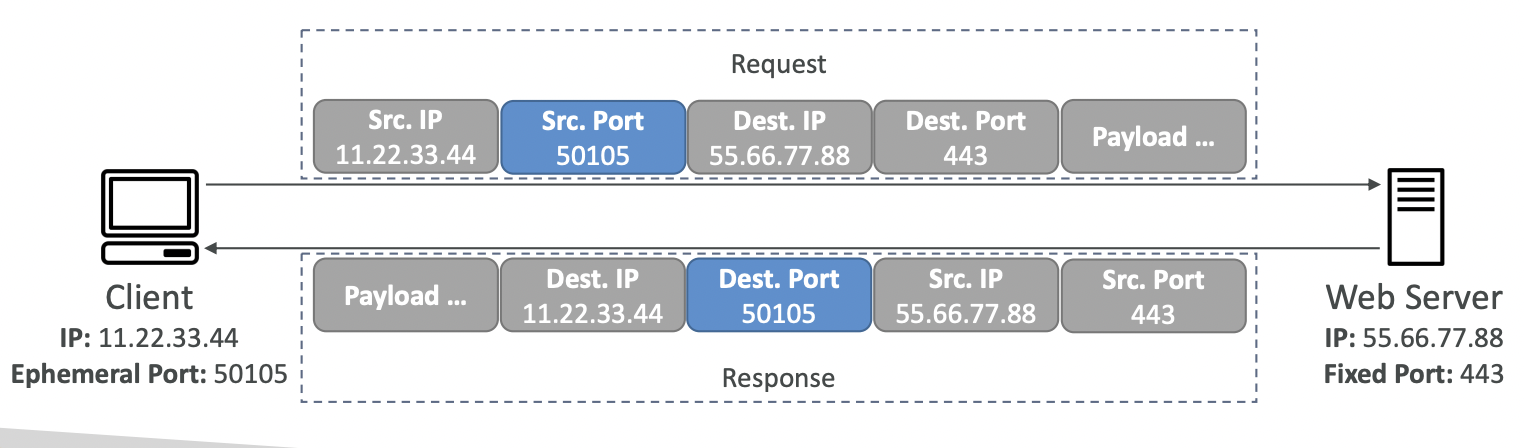 Request
Src. IP
11.22.33.44
Src. Port
50105
Dest. IP
55.66.77.88
Dest. Port
443
Payload ...
Client
IP: 11.22.33.44
Ephemeral Port: 50105
Web Server
IP: 55.66.77.88
Fixed Port: 443
Payload ...
Dest. IP
11.22.33.44
Dest. Port
50105
Src. IP
55.66.77.88
Src. Port
443
Response